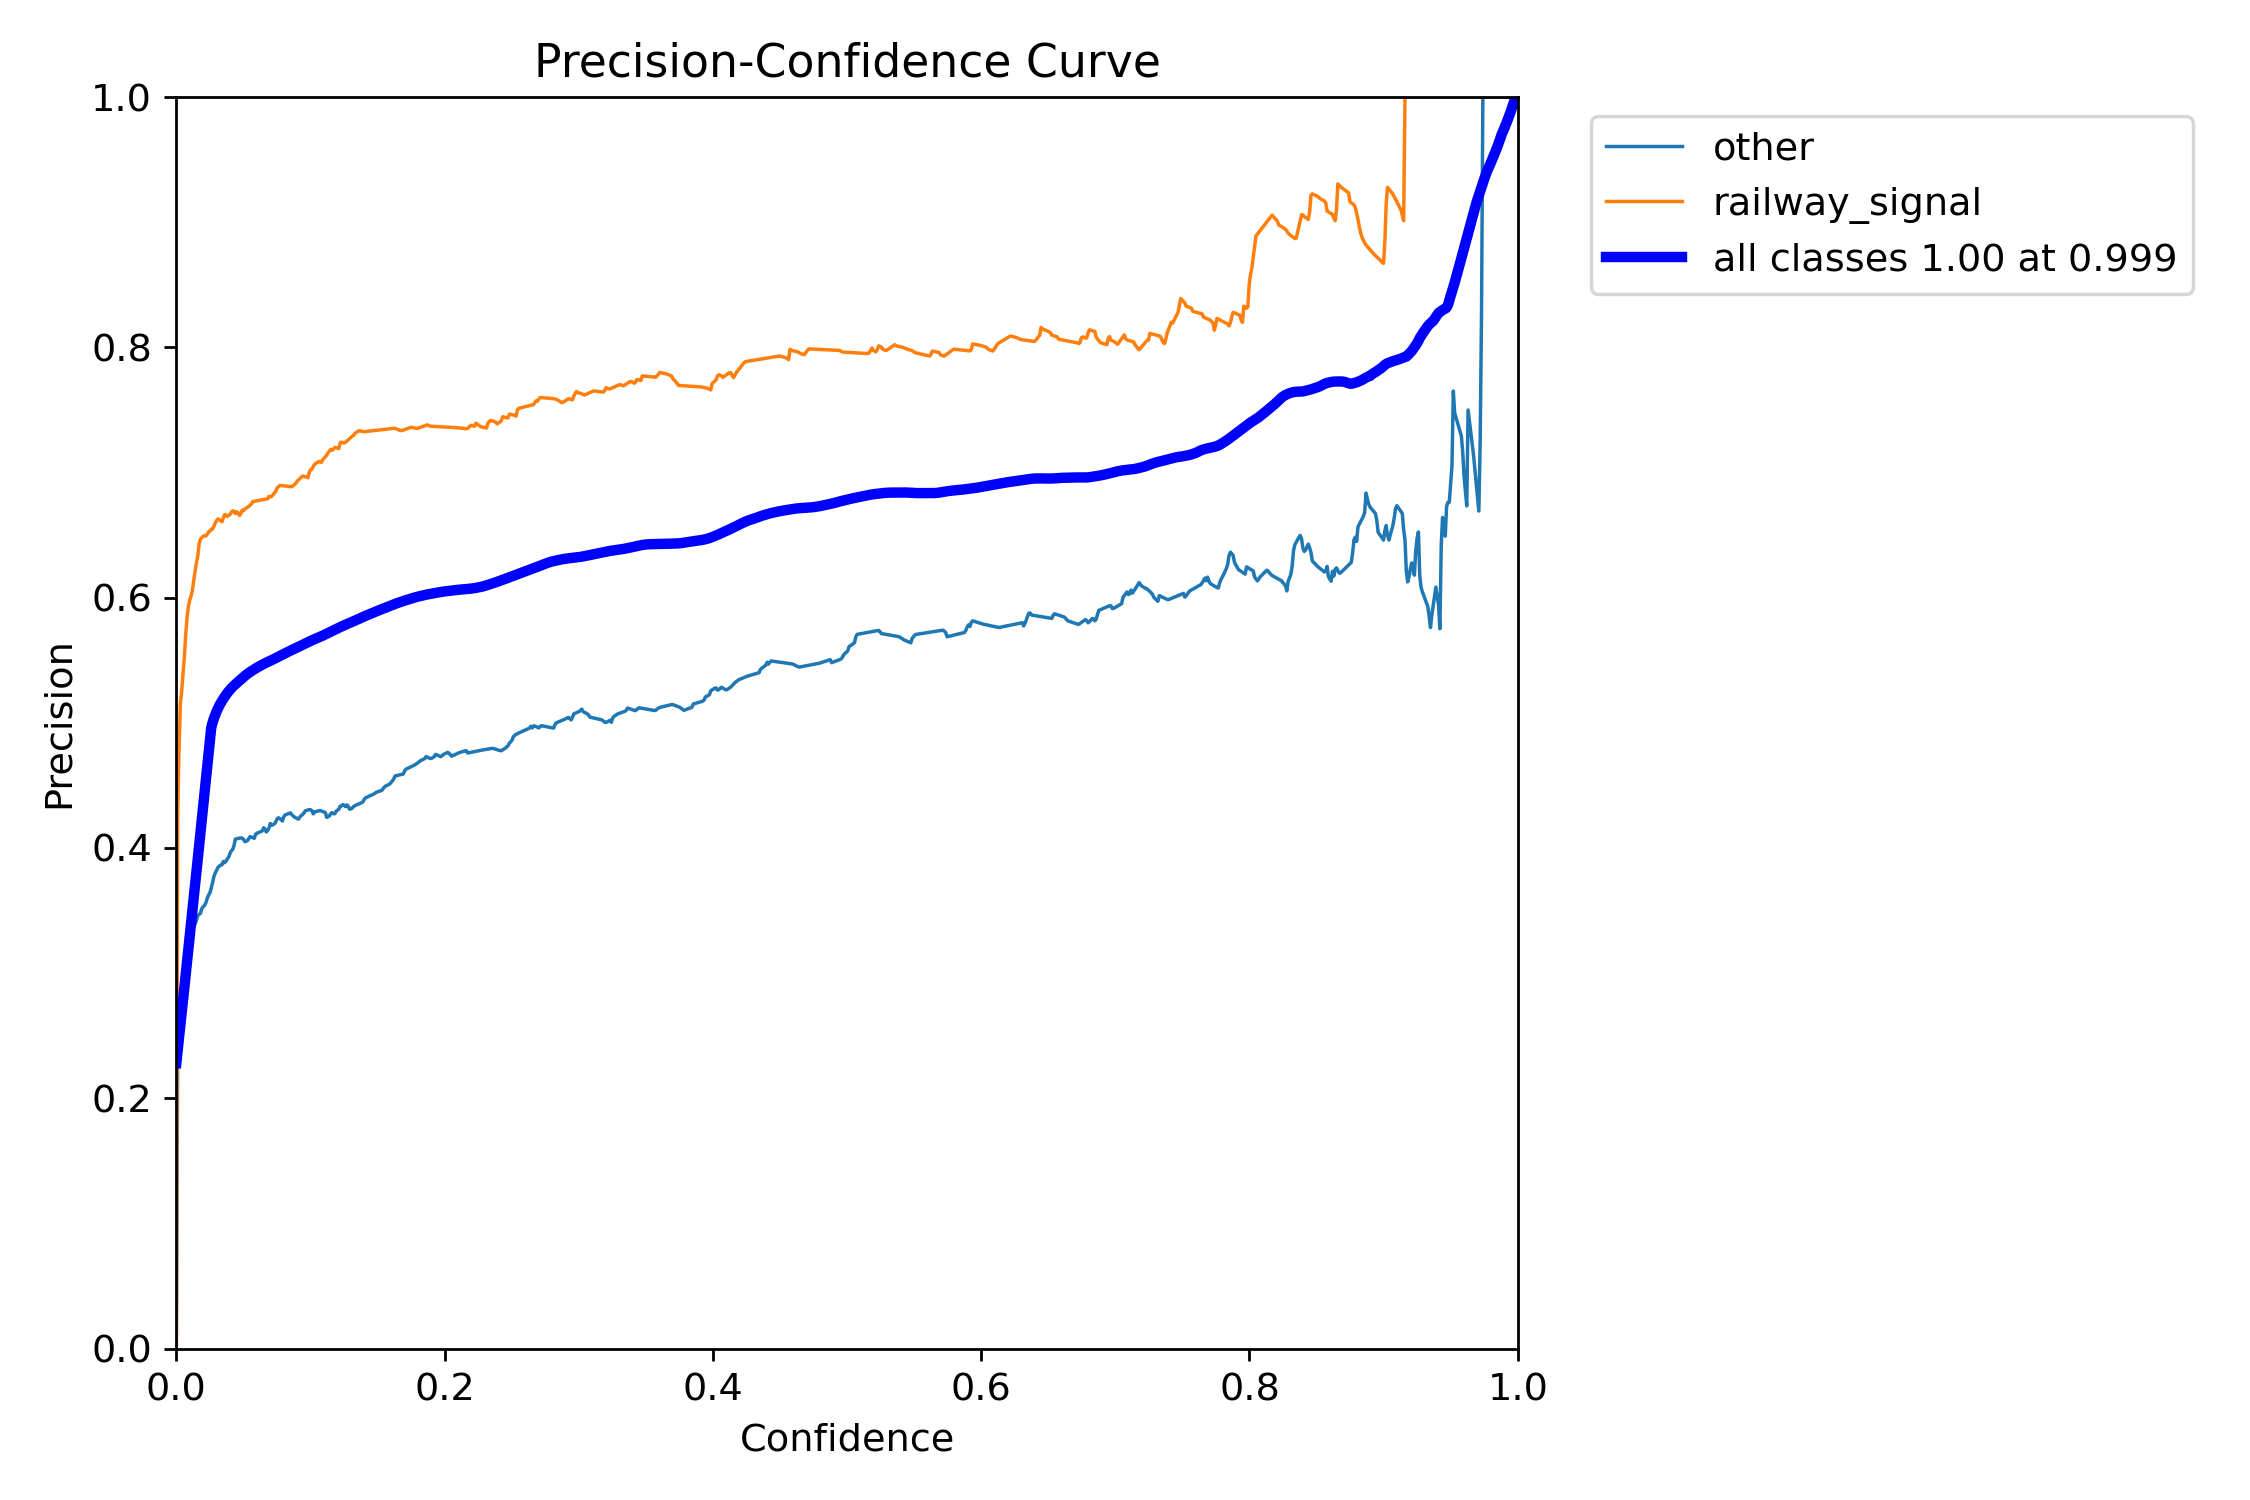 Precision-Confidence Curve
1.0
0.8
0.6
0.4
0.2
0.0
Precision
0.0 0.2 0.4 0.6 0.8 1.0
Confidence
other
railway_signal
all classes 1.00 at 0.999